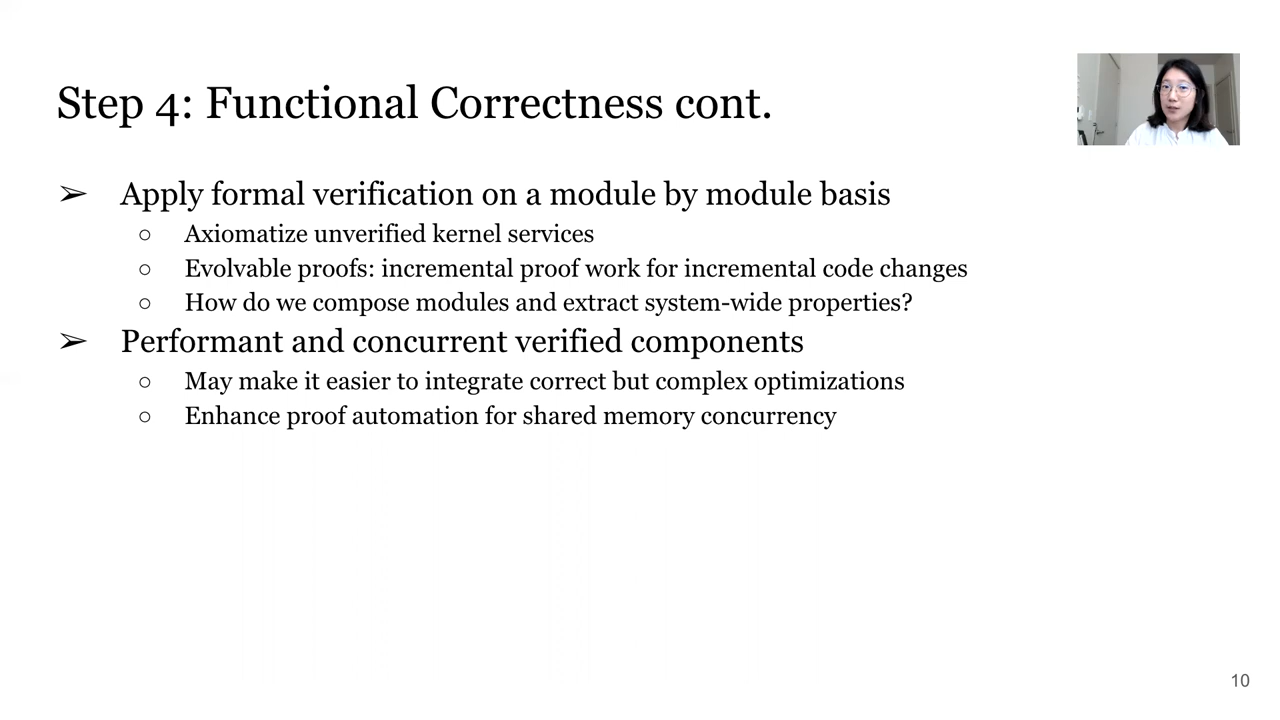 Step 4: Functional Correctness cont.
➢ Apply formal verification on a module by module basis
○ Axiomatize unverified kernel services
○ Evolvable proofs: incremental proof work for incremental code changes
○ How do we compose modules and extract system-wide properties?
➢ Performant and concurrent verified components
○ May make it easier to integrate correct but complex optimizations
○ Enhance proof automation for shared memory concurrency
10